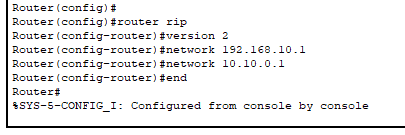 Router(config)#
Router(config)#router rip
Router(config-router)#version 2
Router(config-router)#network 192.168.10.1
Router(config-router)#network 10.10.0.1
Router(config-router)#end
Router#
%SYS-5-CONFIG_I: Configured from console by console